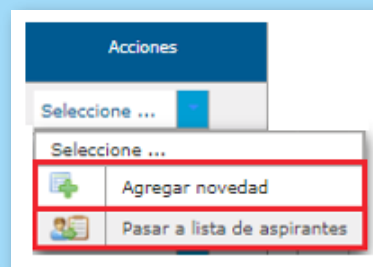 Acciones
Seleccione ...
Seleccione ...
Agregar novedad
Pasar a lista de aspirantes